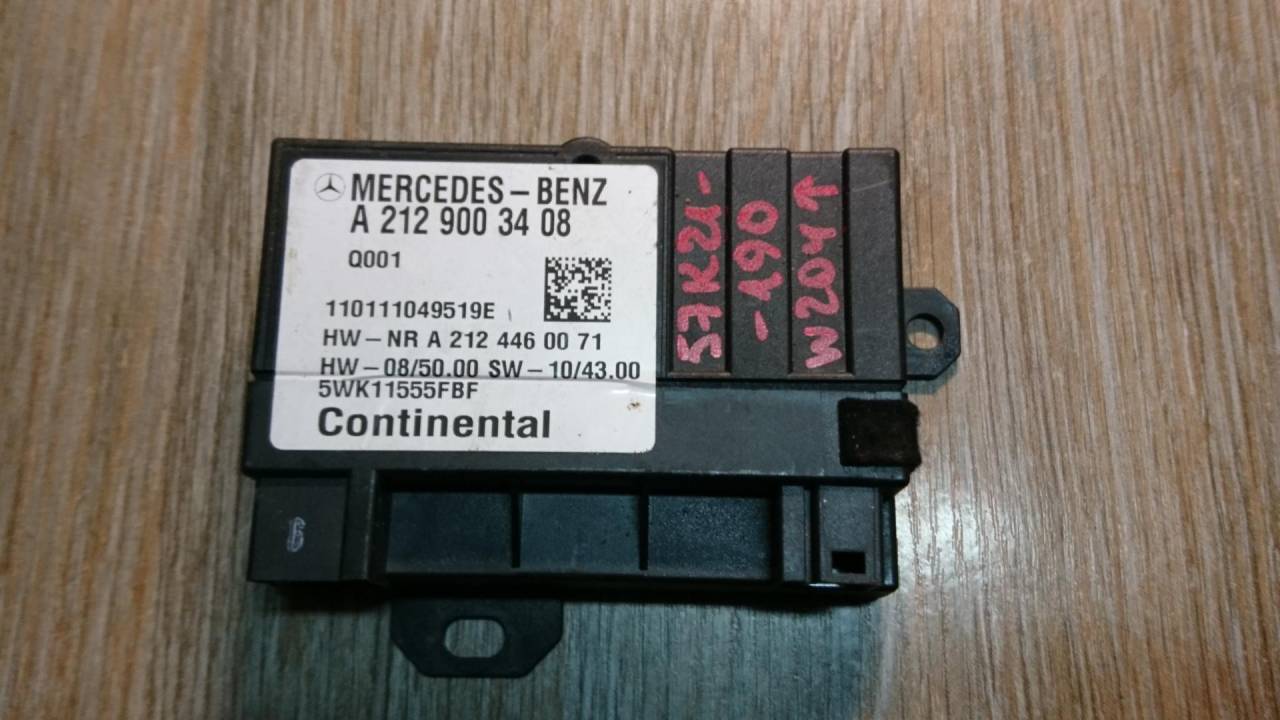 MERCEDES-BENZ
A 212 900 34 08
Q001
110111049519E
HW-NR A 212 446 00 71
HW-08/50.00 SW-10/43.00
5WK11555FBF
Continental
57K21-
-190
W204↑